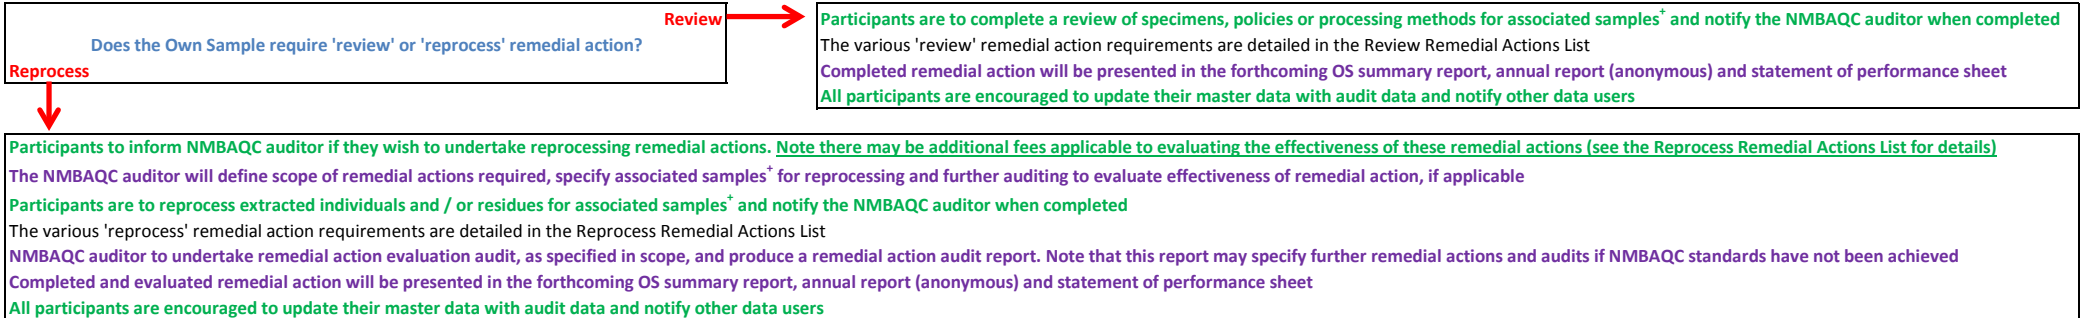 Review
Does the Own Sample require 'review' or 'reprocess' remedial action?
Reprocess
Participants are to complete a review of specimens, policies or processing methods for associated samples+ and notify the NMBAQC auditor when completed
The various 'review' remedial action requirements are detailed in the Review Remedial Actions List
Completed remedial action will be presented in the forthcoming OS summary report, annual report (anonymous) and statement of performance sheet
All participants are encouraged to update their master data with audit data and notify other data users
Participants to inform NMBAQC auditor if they wish to undertake reprocessing remedial actions. Note there may be additional fees applicable to evaluating the effectiveness of these remedial actions (see the Reprocess Remedial Actions List for details)
The NMBAQC auditor will define scope of remedial actions required, specify associated samples+ for reprocessing and further auditing to evaluate effectiveness of remedial action, if applicable
Participants are to reprocess extracted individuals and / or residues for associated samples+ and notify the NMBAQC auditor when completed
The various 'reprocess' remedial action requirements are detailed in the Reprocess Remedial Actions List
NMBAQC auditor to undertake remedial action evaluation audit, as specified in scope, and produce a remedial action audit report. Note that this report may specify further remedial actions and audits if NMBAQC standards have not been achieved
Completed and evaluated remedial action will be presented in the forthcoming OS summary report, annual report (anonymous) and statement of performance sheet
All participants are encouraged to update their master data with audit data and notify other data users